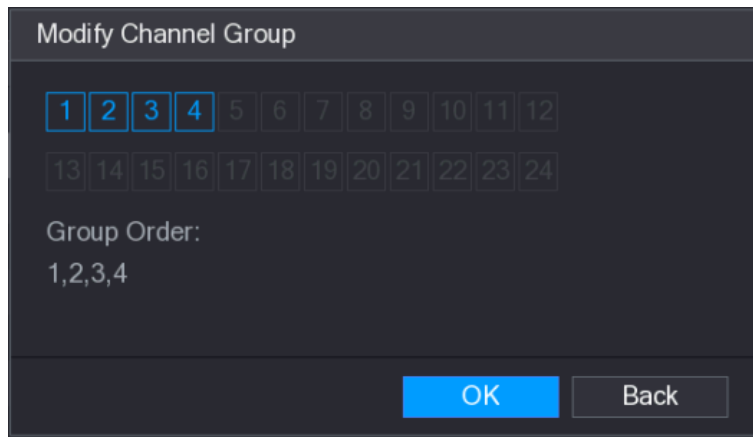 Modify Channel Group
1 2 3 4 5 6 7 8 9 10 11 12
13 14 15 16 17 18 19 20 21 22 23 24
Group Order:
1,2,3,4
OK Back